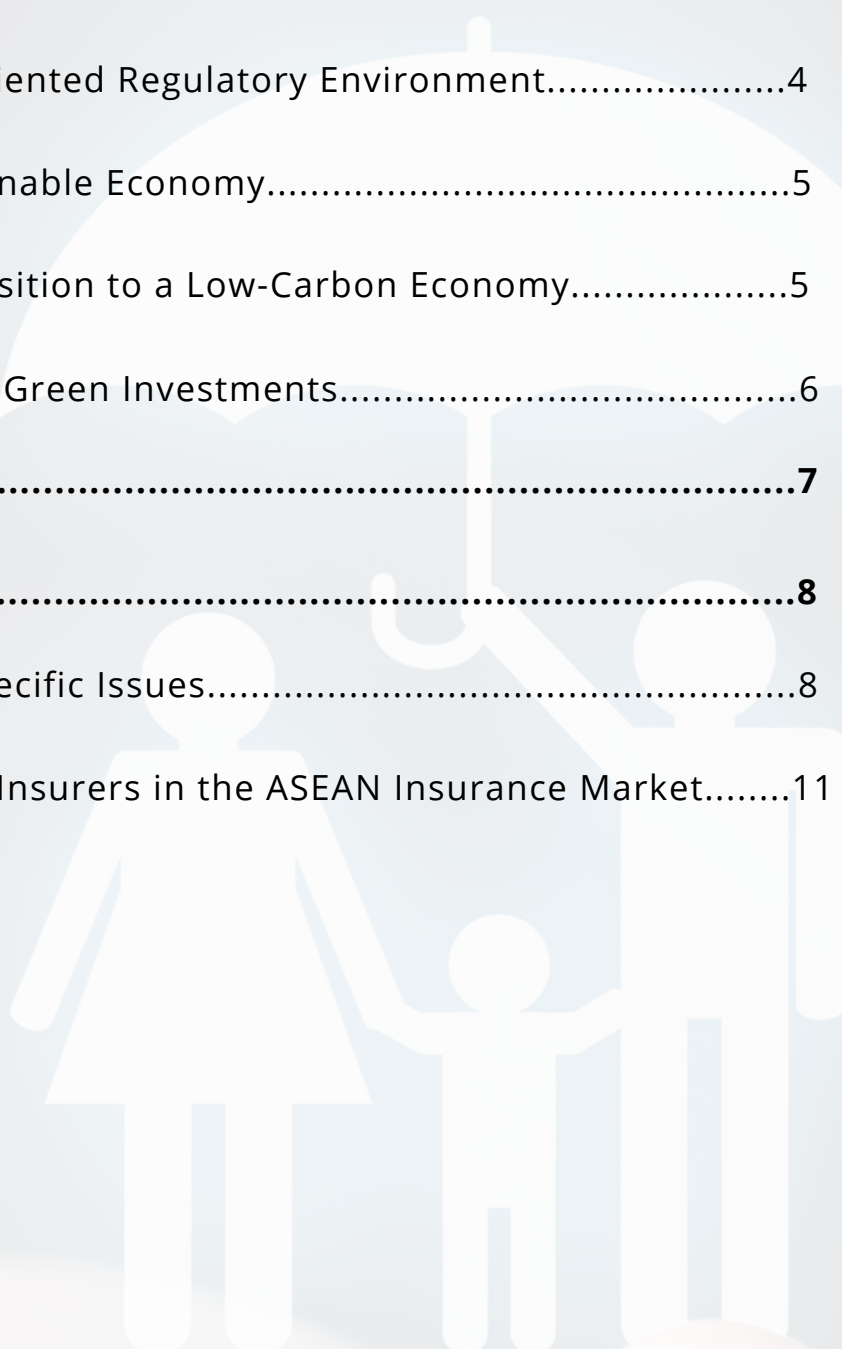 iented Regulatory Environment......................4
nable Economy................................................5
sition to a Low-Carbon Economy....................5
Green Investments..........................................6
..........................................................................7
..........................................................................8
ecific Issues......................................................8
Insurers in the ASEAN Insurance Market........11